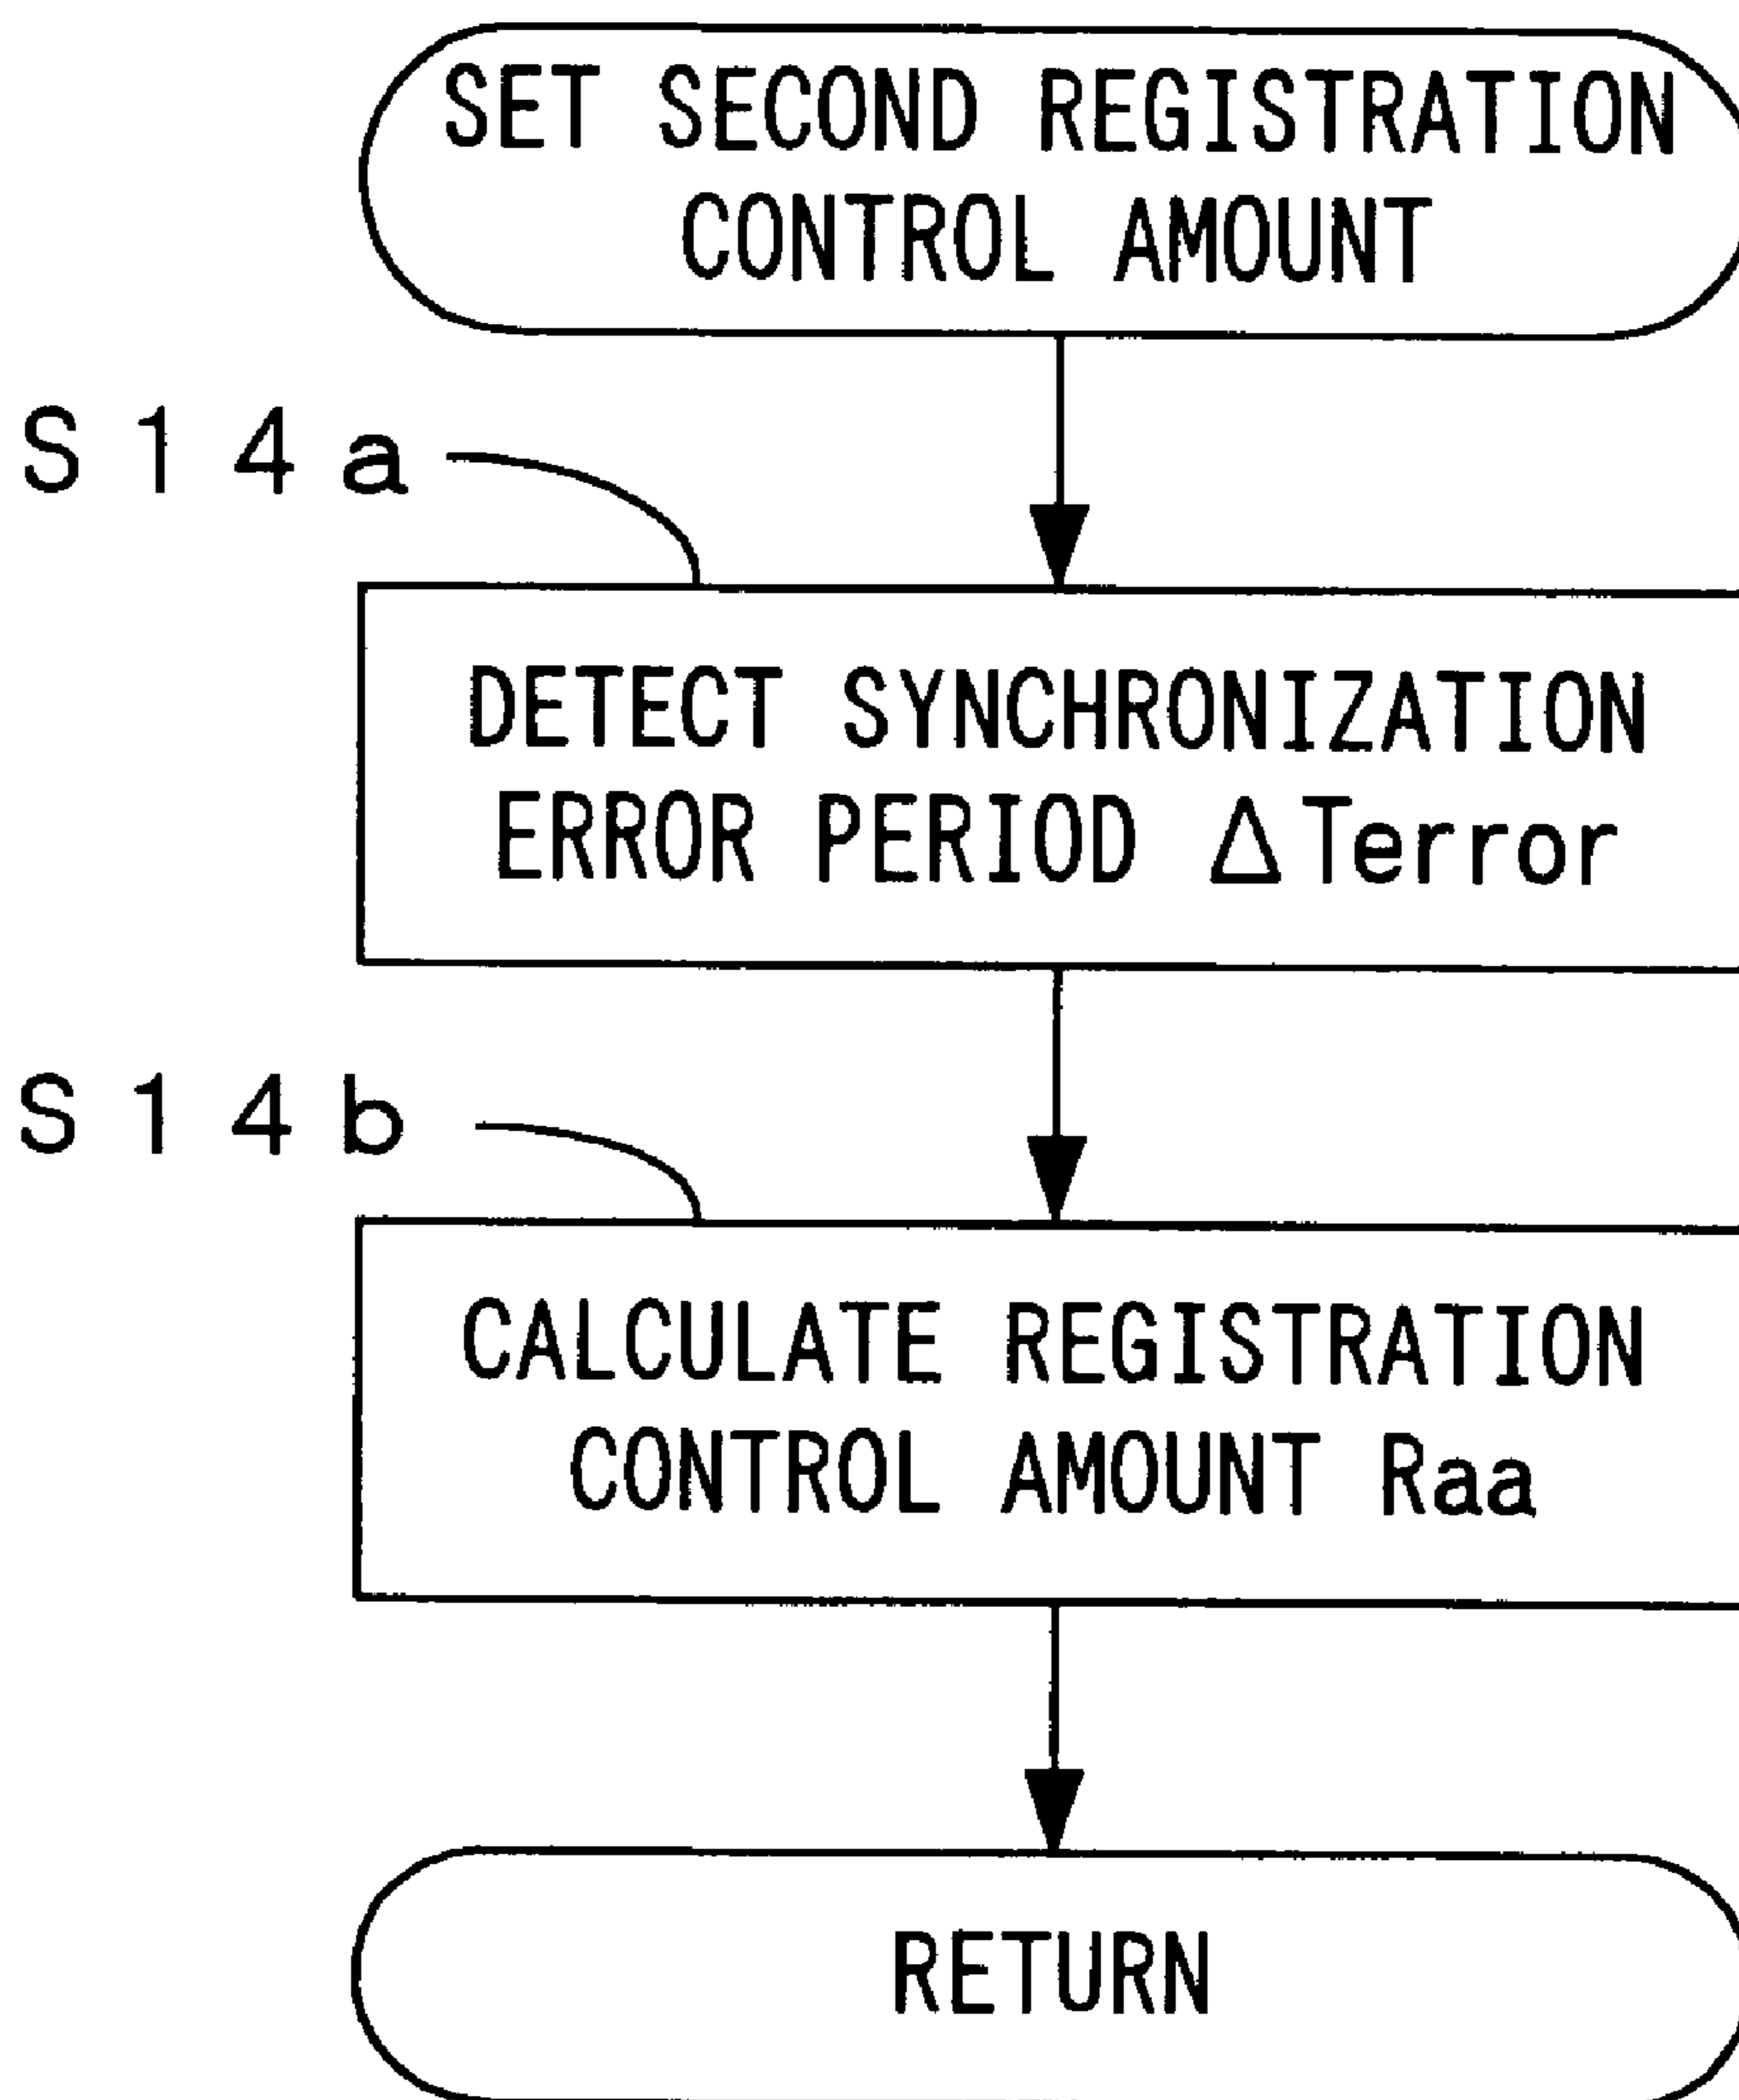 SET SECOND REGISTRATION
CONTROL AMOUNT
S14a
DETECT SYNCHRONIZATION
ERROR PERIOD ΔTerror
S14b
CALCULATE REGISTRATION
CONTROL AMOUNT Raa
RETURN